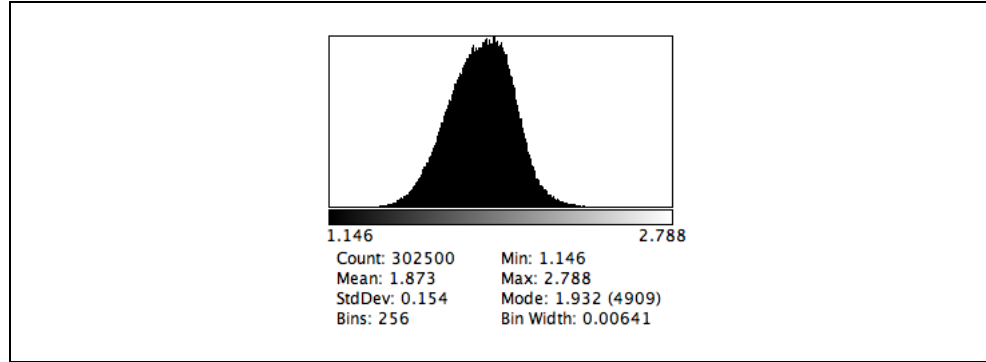 1.146 2.788
Count: 302500 Min: 1.146
Mean: 1.873 Max: 2.788
StdDev: 0.154 Mode: 1.932 (4909)
Bins: 256 Bin Width: 0.00641